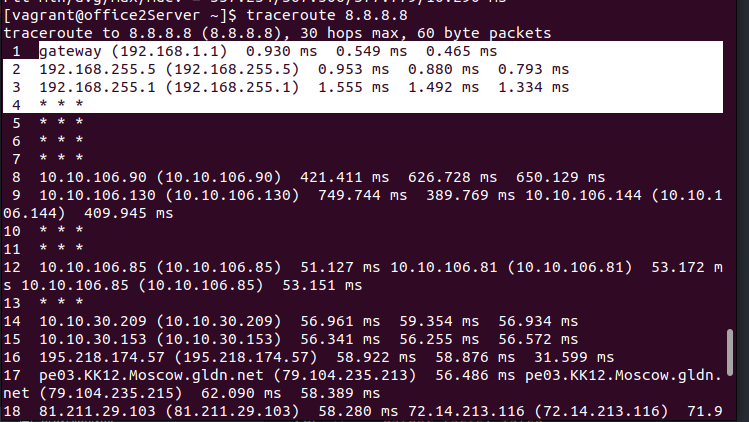 [vagrant@office2Server ~]$ traceroute 8.8.8.8
traceroute to 8.8.8.8 (8.8.8.8), 30 hops max, 60 byte packets
 1  gateway (192.168.1.1)  0.930 ms  0.549 ms  0.465 ms
 2  192.168.255.5 (192.168.255.5)  0.953 ms  0.880 ms  0.793 ms
 3  192.168.255.1 (192.168.255.1)  1.555 ms  1.492 ms  1.334 ms
 4  * * *
 5  * * *
 6  * * *
 7  * * *
 8  10.10.106.90 (10.10.106.90)  421.411 ms  626.728 ms  650.129 ms
 9  10.10.106.130 (10.10.106.130)  749.744 ms  389.769 ms 10.10.106.144 (10.10.1
06.144)  409.945 ms
10  * * *
11  * * *
12  10.10.106.85 (10.10.106.85)  51.127 ms 10.10.106.81 (10.10.106.81)  53.172 m
s 10.10.106.85 (10.10.106.85)  53.151 ms
13  * * *
14  10.10.30.209 (10.10.30.209)  56.961 ms  59.354 ms  56.934 ms
15  10.10.30.153 (10.10.30.153)  56.341 ms  56.255 ms  56.572 ms
16  195.218.174.57 (195.218.174.57)  58.922 ms  58.876 ms  31.599 ms
17  pe03.KK12.Moscow.gldn.net (79.104.235.213)  56.486 ms pe03.KK12.Moscow.gldn.
net (79.104.235.215)  62.090 ms  58.389 ms
18  81.211.29.103 (81.211.29.103)  58.280 ms 72.14.213.116 (72.14.213.116)  71.9